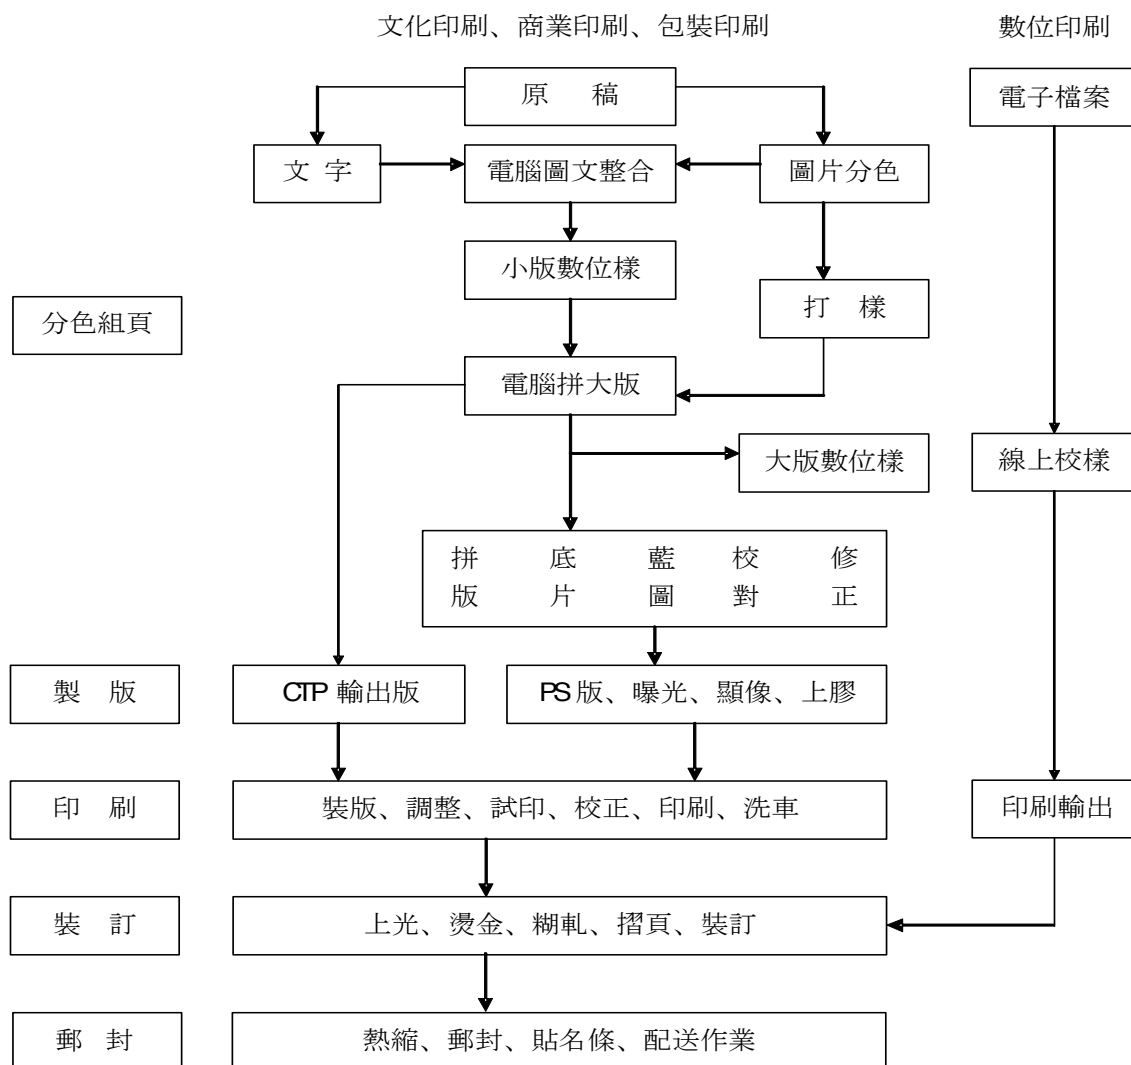 文化印刷、商業印刷、包裝印刷
數位印刷
原 稿
電子檔案
文 字
電腦圖文整合
圖片分色
小版數位樣
打 樣
分色組頁
電腦拼大版
大版數位樣
線上校樣
拼 底 藍 校 修
版 片 圖 對 正
製 版
CTP 輸出版
PS 版、曝光、顯像、上膠
印 刷
裝版、調整、試印、校正、印刷、洗車
印刷輸出
裝 訂
上光、燙金、糊軋、摺頁、裝訂
郵 封
熱縮、郵封、貼名條、配送作業